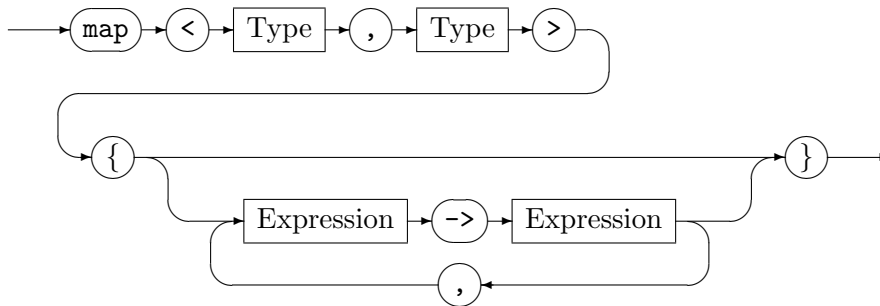 map < Type , Type >
{ }
Expression -> Expression
,